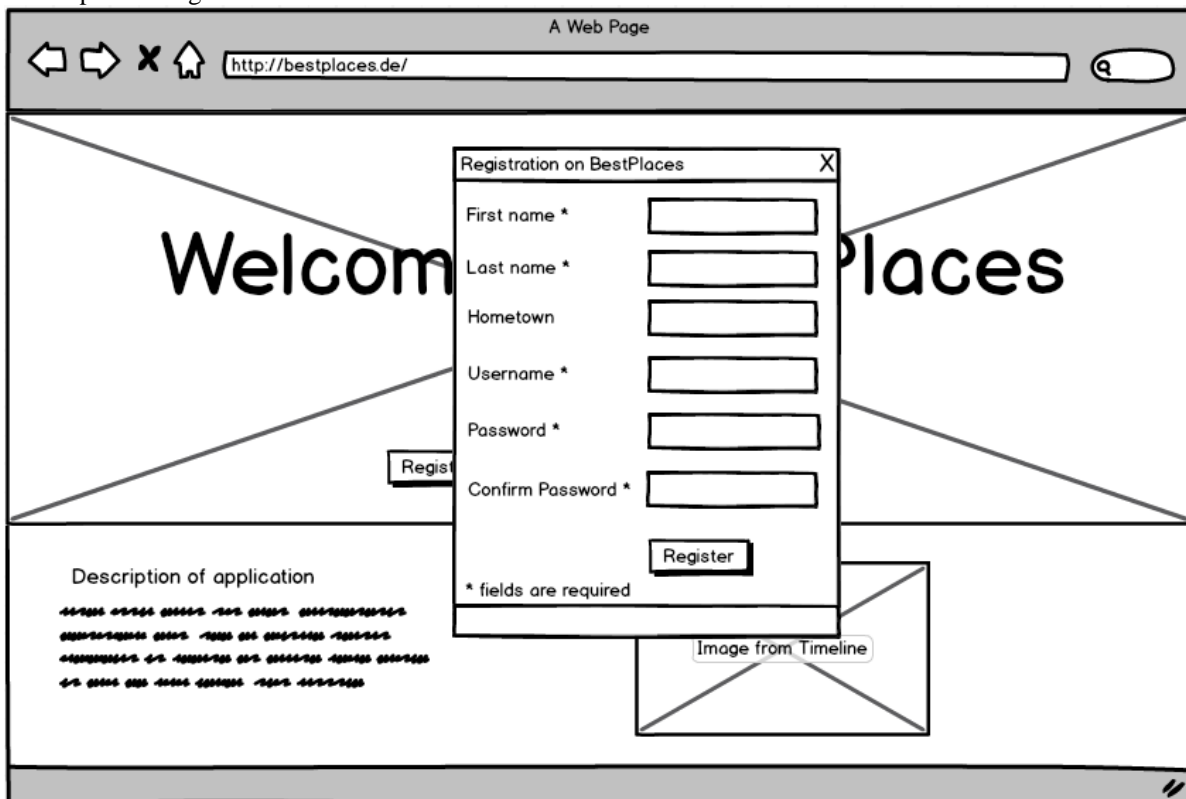 A Web Page
http://bestplaces.de/
Registration on BestPlaces X
First name *
Welcom Places
Last name *
Hometown
Username *
Password *
Regist
Confirm Password *
Register
Description of application
* fields are required
Image from Timeline